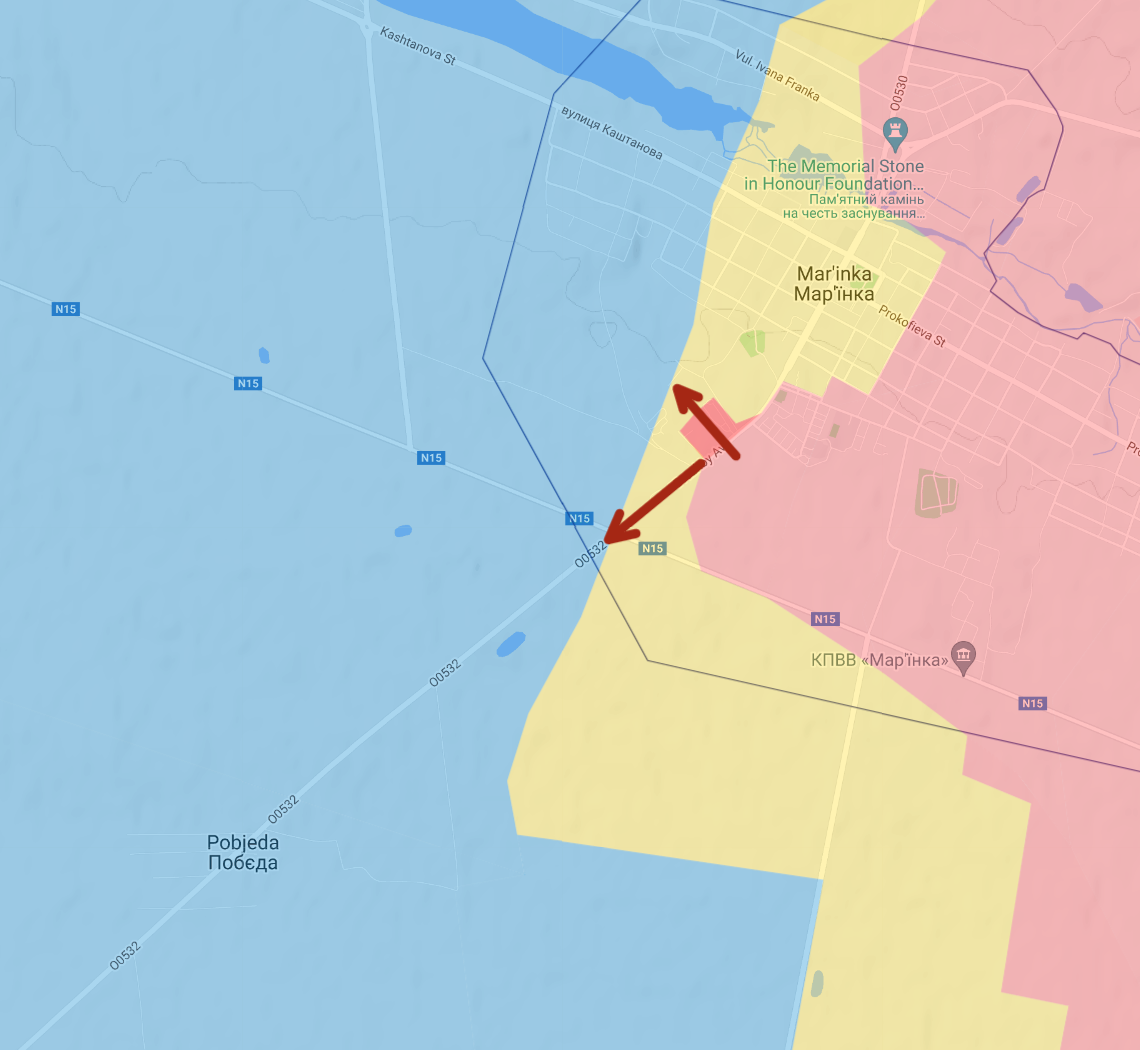 Kashtanova St
Vul. Ivana Franka
O0530
вулиця Каштанова
The Memorial Stone
in Honour Foundation...
Пам'ятний камінь
на честь заснування...
Mar'inka
Мар'їнка
Prokofieva St
N15
N15
N15
N15
N15
O0532
N15
КПВВ «Мар'їнка»
N15
O0532
O0532
Pobjeda
Побєда
O0532